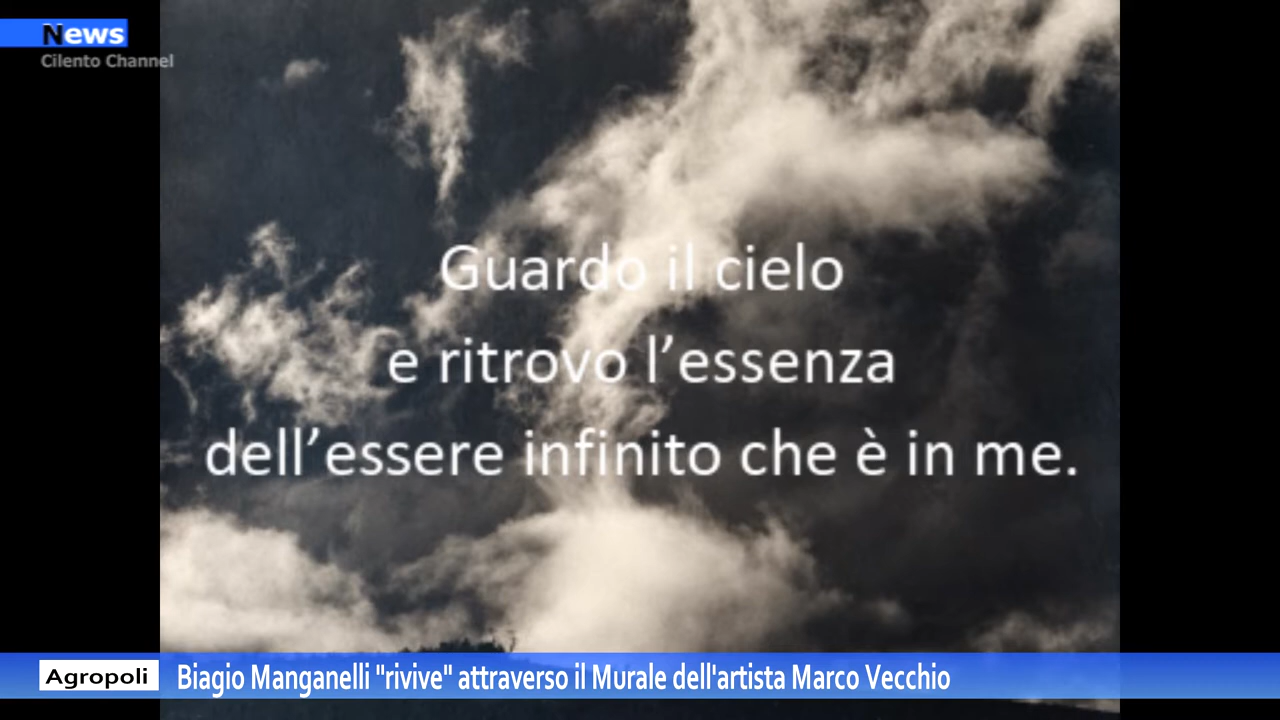 News
Cilento Channel
Guardo il cielo
e ritrovo l’essenza
dell’essere infinito che è in me.
Agropoli
Biagio Manganelli "rivive" attraverso il Murale dell'artista Marco Vecchio